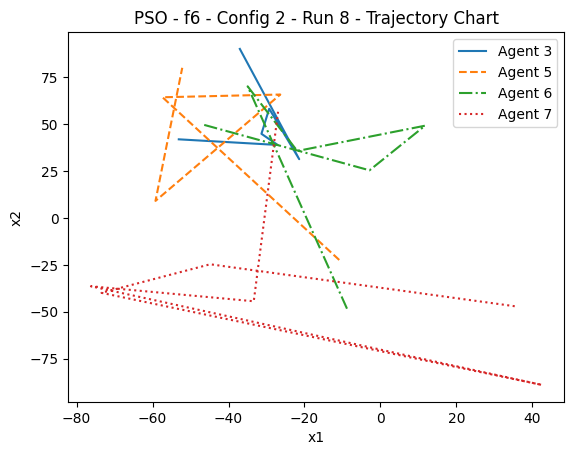 PSO - f6 - Config 2 - Run 8 - Trajectory Chart
Agent 3
Agent 5
Agent 6
Agent 7
x2
75
50
25
0
−25
−50
−75
−80
−60
−40
−20
0
20
40
x1